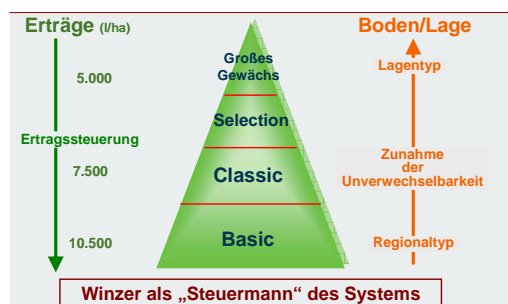 Erträge (l/ha)
Boden/Lage
Großes
Gewächs
5.000
Lagentyp
Selection
Ertragssteuerung
Zunahme
der
Unverwechselbarkeit
7.500
Classic
10.500
Basic
Regionaltyp
Winzer als „Steuermann“ des Systems